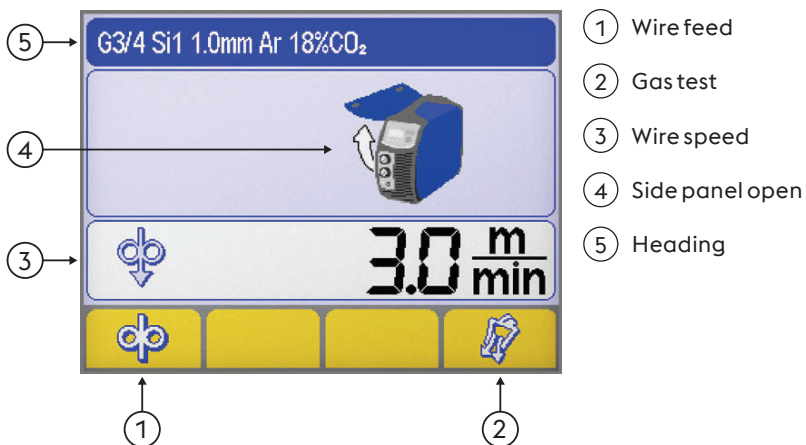 5 G3/4 Si1 1.0mm Ar 18%CO₂
4
3 3.0 m/min
1 2
1 Wire feed
2 Gas test
3 Wire speed
4 Side panel open
5 Heading